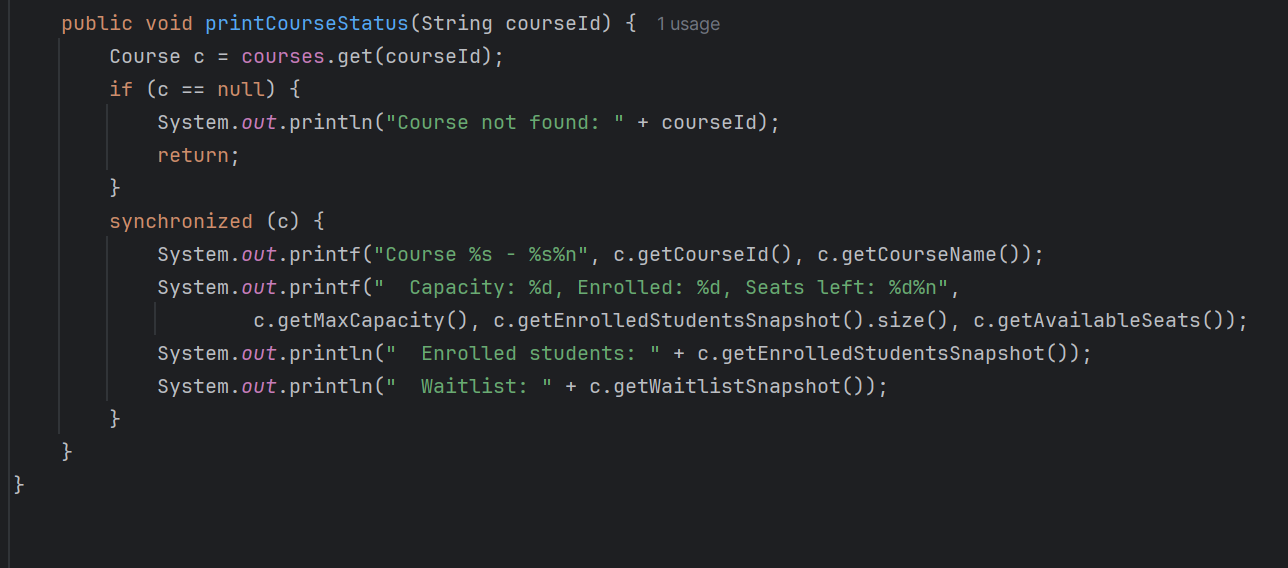 public void printCourseStatus(String courseId) {  1 usage
    Course c = courses.get(courseId);
    if (c == null) {
        System.out.println("Course not found: " + courseId);
        return;
    }
    synchronized (c) {
        System.out.printf("Course %s - %s%n", c.getCourseId(), c.getCourseName());
        System.out.printf("  Capacity: %d, Enrolled: %d, Seats left: %d%n",
                c.getMaxCapacity(), c.getEnrolledStudentsSnapshot().size(), c.getAvailableSeats());
        System.out.println("  Enrolled students: " + c.getEnrolledStudentsSnapshot());
        System.out.println("  Waitlist: " + c.getWaitlistSnapshot());
    }
}
}